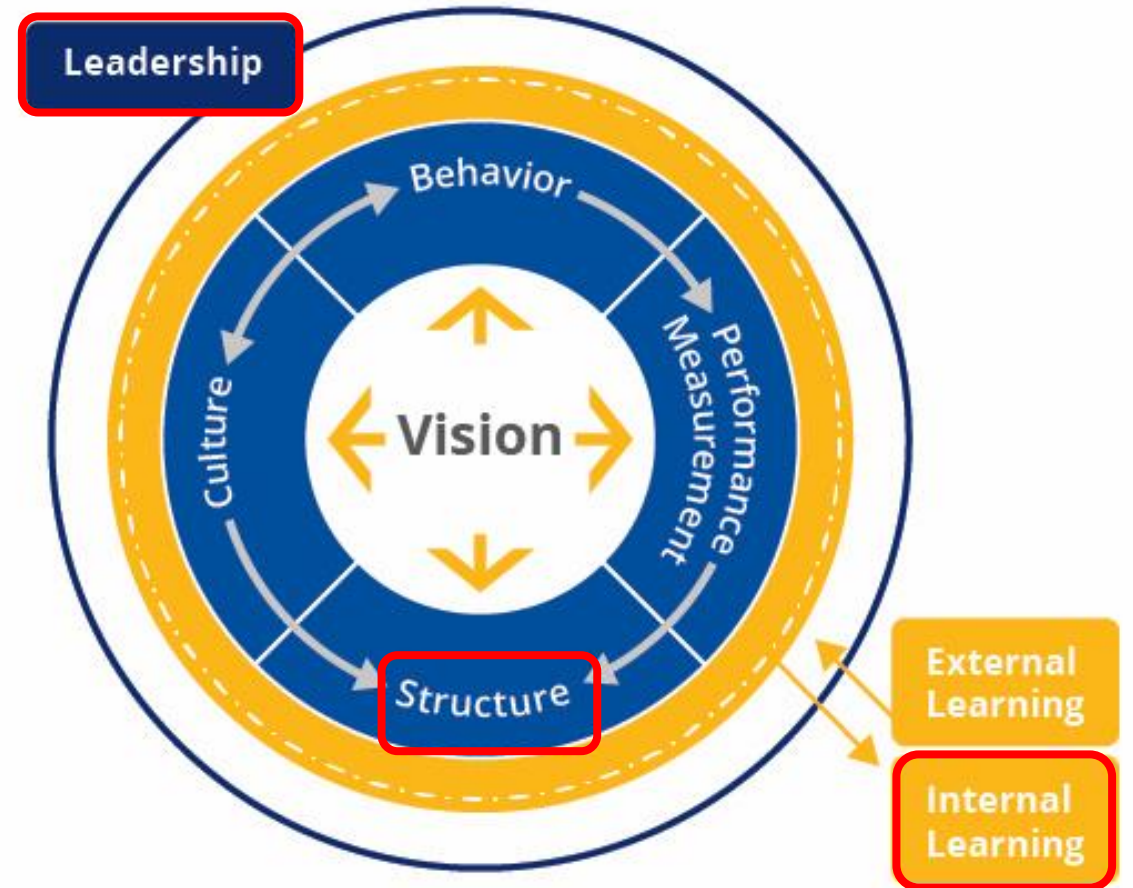 Leadership
Behavior
Performance
Measurement
Culture
Vision
Structure
External
Learning
Internal
Learning